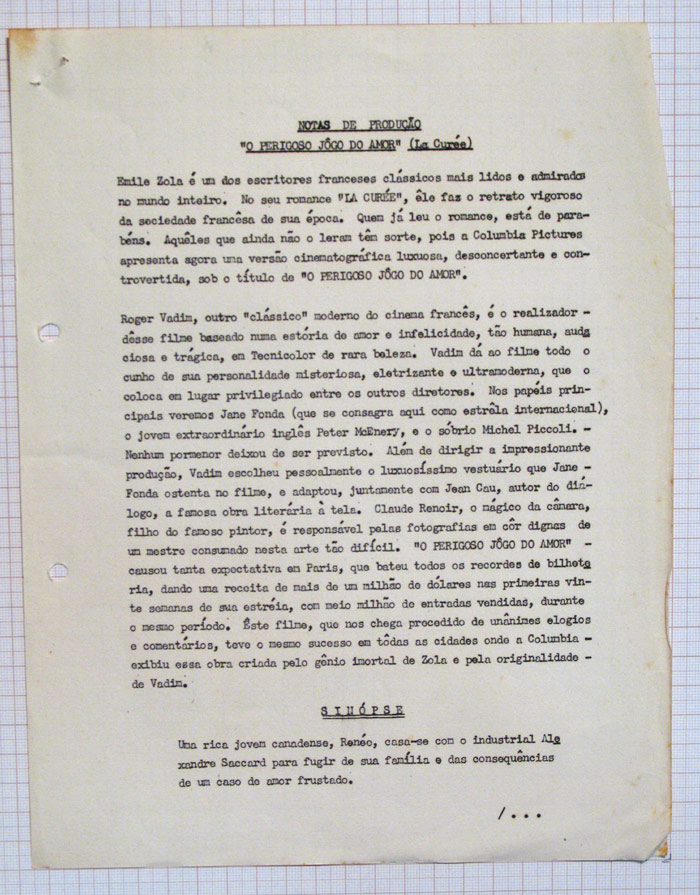 NOTAS DE PRODUÇÃO
"O PERIGOSO JÔGO DO AMOR" (La Curée)
Emile Zola é um dos escritores franceses clássicos mais lidos e admirados
no mundo inteiro. No seu romance "LA CURÉE", êle faz o retrato vigoroso
da sociedade francêsa de sua época. Quem já leu o romance, está de para-
béns. Aquêles que ainda não o leram têm sorte, pois a Columbia Pictures
apresenta agora uma versão cinematográfica luxuosa, desconcertante e con-
trovertida, sob o título de "O PERIGOSO JÔGO DO AMOR".
Roger Vadim, outro "clássico" moderno do cinema francês, é o realizador -
dêsse filme baseado numa estória de amor e infelicidade, tão humana, auda
ciosa e trágica, em Tecnicolor de rara beleza. Vadim dá ao filme todo o
cunho de sua personalidade misteriosa, eletrizante e ultramoderna, que o
coloca em lugar privilegiado entre os outros diretores. Nos papéis prin-
cipais veremos Jane Fonda (que se consagra aqui como estrêla internacional),
o jovem extraordinário inglês Peter McEnery, e o sóbrio Michel Piccoli. -
Nenhum pormenor deixou de ser previsto. Além de dirigir a impressionante
produção, Vadim escolheu pessoalmente o luxuosíssimo vestuário que Jane -
Fonda ostenta no filme, e adaptou, juntamente com Jean Cau, autor do diá-
logo, a famosa obra literária à tela. Claude Renoir, o mágico da câmara,
filho do famoso pintor, é responsável pelas fotografias em côr dignas de
um mestre consumado nesta arte tão difícil. "O PERIGOSO JÔGO DO AMOR" -
causou tanta expectativa em Paris, que bateu todos os recordes de bilhete
ria, dando uma receita de mais de um milhão de dólares nas primeiras vin-
te semanas de sua estréia, com meio milhão de entradas vendidas, durante
o mesmo período. Êste filme, que nos chega precedido de unânimes elogios
e comentários, teve o mesmo sucesso em tôdas as cidades onde a Columbia -
exibiu essa obra criada pelo gênio imortal de Zola e pela originalidade -
de Vadim.
SINÓPSE
Uma rica jovem canadense, Renée, casa-se com o industrial Ale
xandre Saccard para fugir de sua família e das consequências
de um caso de amor frustado.
/...